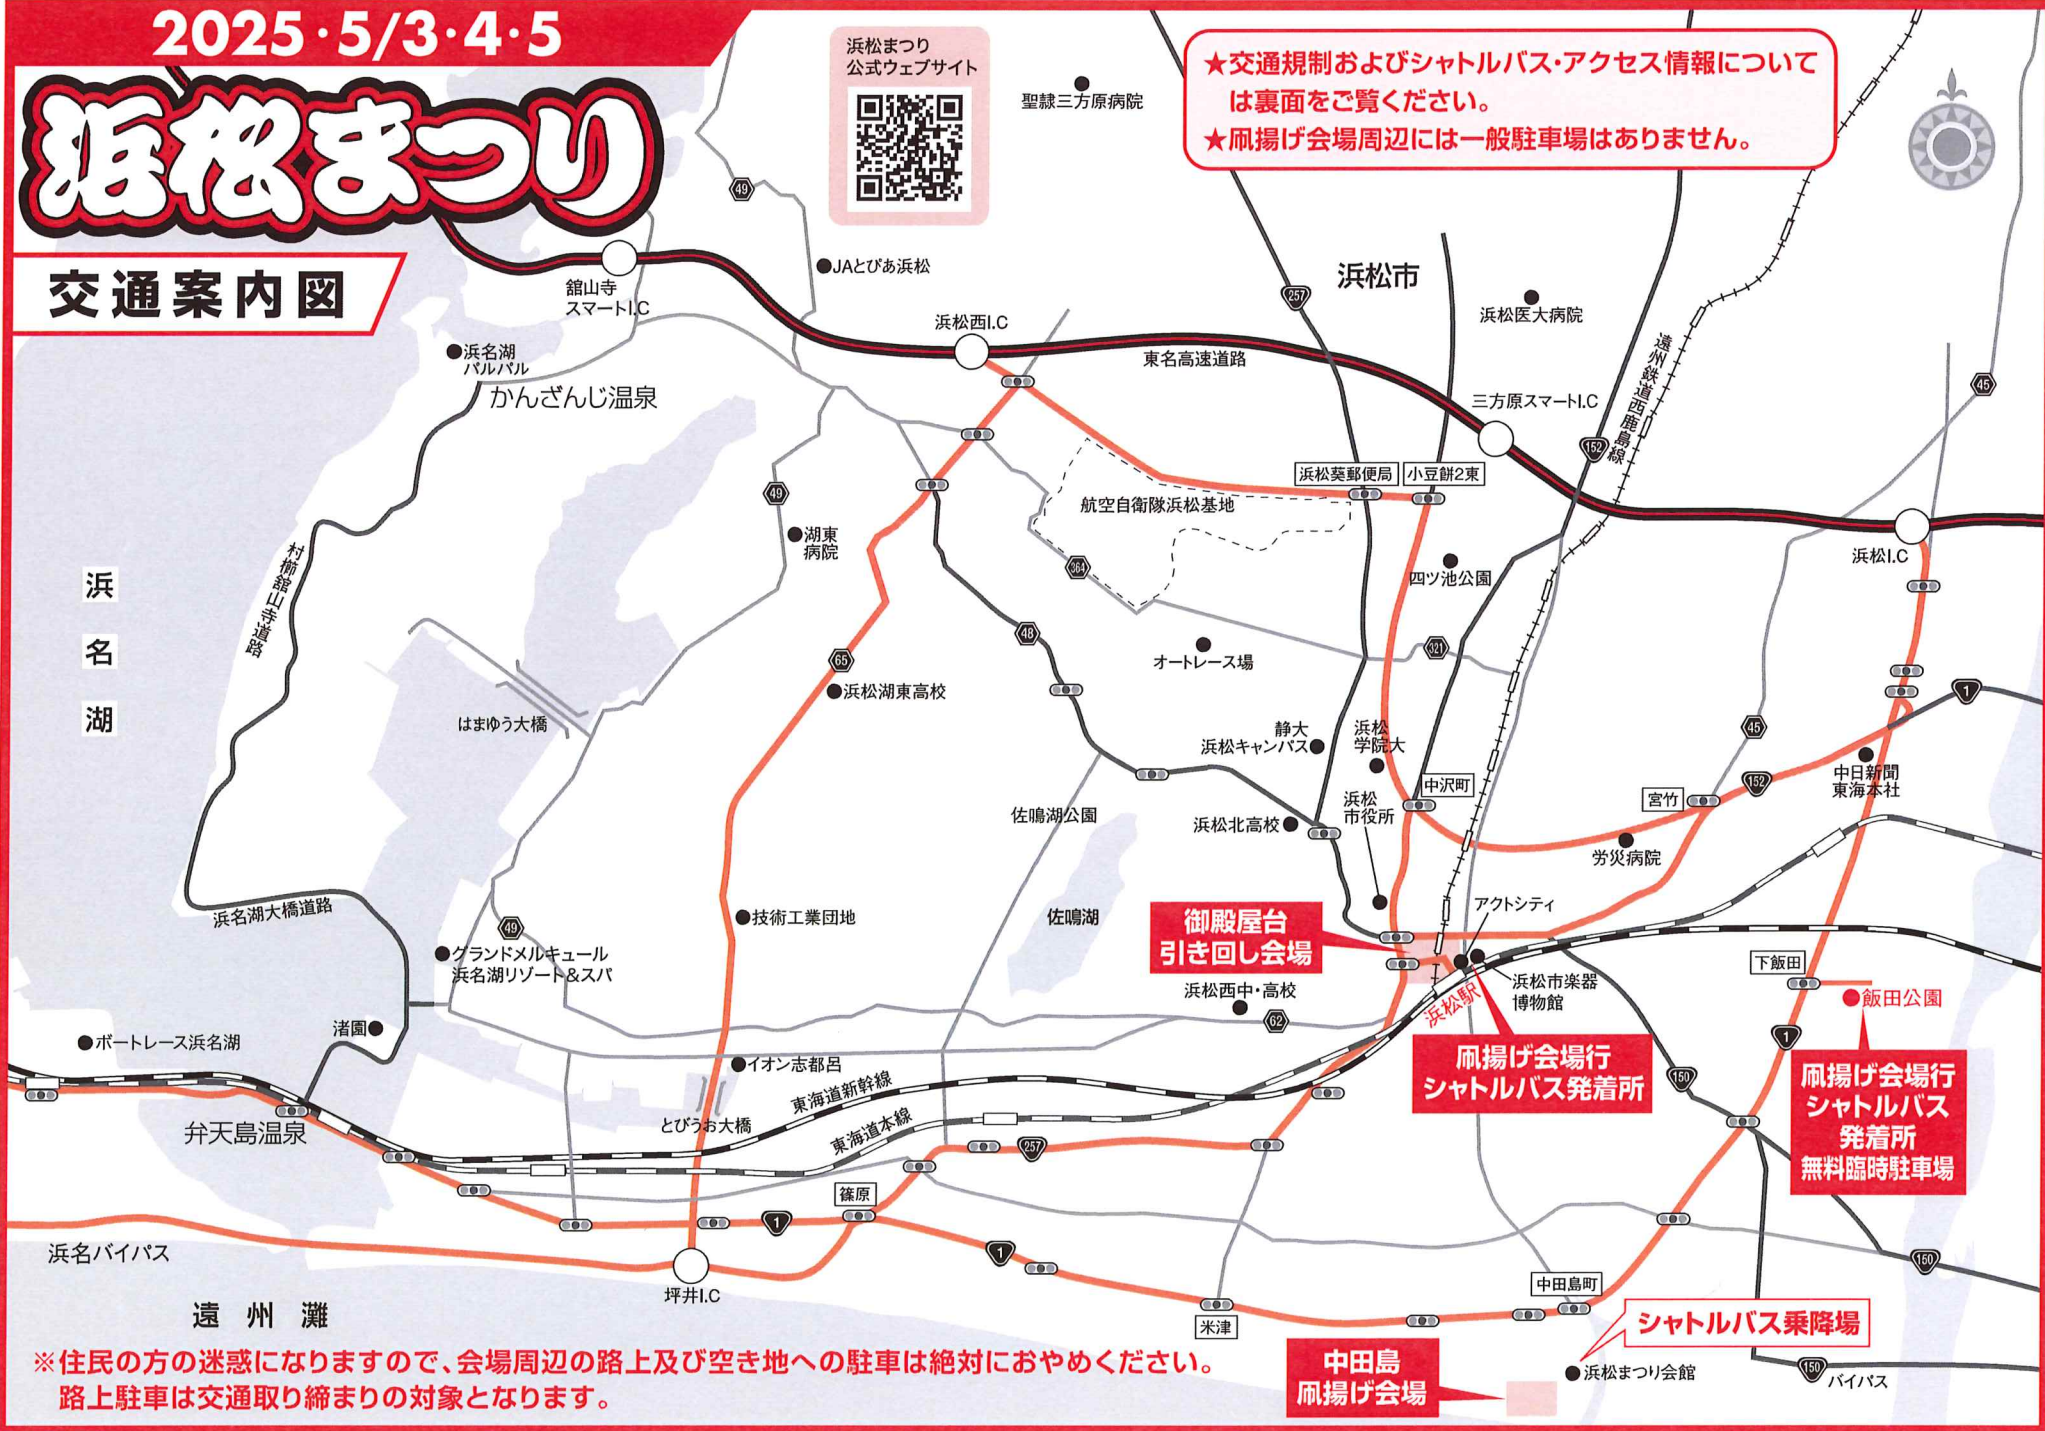 2025・5/3・4・5
浜松まつり
交通案内図
浜松まつり
公式ウェブサイト
★交通規制およびシャトルバス・アクセス情報について
は裏面をご覧ください。
★凧揚げ会場周辺には一般駐車場はありません。
聖隷三方原病院
49
JAとぴあ浜松
舘山寺
スマートI.C
浜松西I.C
東名高速道路
257
浜松市
浜松医大病院
遠州鉄道西鹿島線
三方原スマートI.C
152
45
浜松I.C
浜名湖
パルパル
かんざんじ温泉
村櫛舘山寺道路
浜名湖
49
湖東
病院
航空自衛隊浜松基地
浜松葵郵便局
小豆餅2東
364
四ツ池公園
48
オートレース場
321
65
浜松湖東高校
はまゆう大橋
静大
浜松キャンパス
浜松
学院大
中沢町
浜松
市役所
浜松北高校
佐鳴湖公園
佐鳴湖
45
1
152
宮竹
中日新聞
東海本社
労災病院
浜名湖大橋道路
49
グランドメルキュール
浜名湖リゾート&スパ
技術工業団地
御殿屋台
引き回し会場
アクトシティ
浜松市楽器
博物館
浜松駅
浜松西中・高校
62
下飯田
飯田公園
1
凧揚げ会場行
シャトルバス発着所
凧揚げ会場行
シャトルバス
発着所
無料臨時駐車場
150
ボートレース浜名湖
渚園
弁天島温泉
イオン志都呂
とびうお大橋
東海道新幹線
東海道本線
257
篠原
1
1
浜名バイパス
坪井I.C
遠州灘
米津
中田島町
150
シャトルバス乗降場
浜松まつり会館
150
バイパス
中田島
凧揚げ会場
※住民の方の迷惑になりますので、会場周辺の路上及び空き地への駐車は絶対におやめください。
路上駐車は交通取り締まりの対象となります。